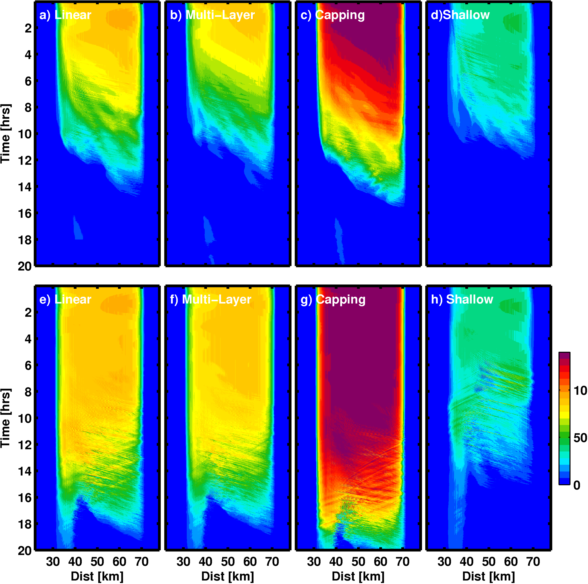 a) Linear
b) Multi-Layer
c) Capping
d)Shallow
2
4
6
8
10
12
14
16
18
20
Time [hrs]
e) Linear
f) Multi-Layer
g) Capping
h) Shallow
2
4
6
8
10
12
14
16
18
20
Time [hrs]
30 40 50 60 70
30 40 50 60 70
30 40 50 60 70
30 40 50 60 70
Dist [km]
Dist [km]
Dist [km]
Dist [km]
10
50
0